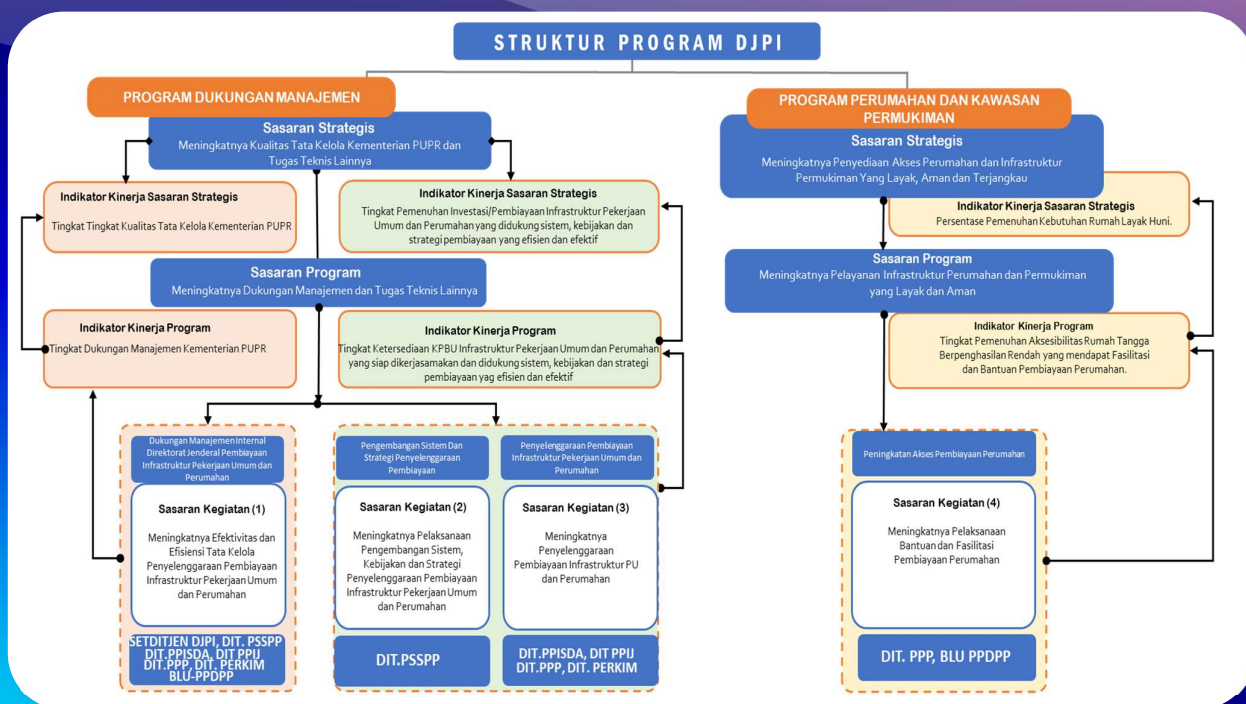 STRUKTUR PROGRAM DJPI
PROGRAM DUKUNGAN MANAJEMEN
Sasaran Strategis
Meningkatnya Kualitas Tata Kelola Kementerian PUPR dan
Tugas Teknis Lainnya
Indikator Kinerja Sasaran Strategis
Tingkat Tingkat Kualitas Tata Kelola Kementerian PUPR
Indikator Kinerja Sasaran Strategis
Tingkat Pemenuhan Investasi/Pembiayaan Infrastruktur Pekerjaan
Umum dan Perumahan yang didukung sistem, kebijakan dan
strategi pembiayaan yang efisien dan efektif
Sasaran Program
Meningkatnya Dukungan Manajemen dan Tugas Teknis Lainnya
Indikator Kinerja Program
Tingkat Dukungan Manajemen Kementerian PUPR
Indikator Kinerja Program
Tingkat Ketersediaan KPBU Infrastruktur Pekerjaan Umum dan Perumahan
yang siap dikerjasamakan dan didukung sistem, kebijakan dan strategi
pembiayaan yag efisien dan efektif
Dukungan Manajemen Internal
Direktorat Jenderal Pembiayaan
Infrastruktur Pekerjaan Umum dan
Perumahan
Sasaran Kegiatan (1)
Meningkatnya Efektivitas dan
Efisiensi Tata Kelola
Penyelenggaraan Pembiayaan
Infrastruktur Pekerjaan Umum
dan Perumahan
SETDITJEN DJPI, DIT. PSSPP
DIT.PPISDA, DIT PPIJ
DIT.PPP, DIT. PERKIM
BLU-PPDPP
Pengembangan Sistem Dan
Strategi Penyelenggaraan
Pembiayaan
Sasaran Kegiatan (2)
Meningkatnya Pelaksanaan
Pengembangan Sistem,
Kebijakan dan Strategi
Penyelenggaraan Pembiayaan
Infrastruktur Pekerjaan Umum
dan Perumahan
DIT.PSSPP
Penyelenggaraan Pembiayaan
Infrastruktur Pekerjaan Umum dan
Perumahan
Sasaran Kegiatan (3)
Meningkatnya
Penyelenggaraan
Pembiayaan Infrastruktur PU
dan Perumahan
DIT.PPISDA, DIT PPIJ
DIT.PPP, DIT. PERKIM
PROGRAM PERUMAHAN DAN KAWASAN
PERMUKIMAN
Sasaran Strategis
Meningkatnya Penyediaan Akses Perumahan dan Infrastruktur
Permukiman Yang Layak, Aman dan Terjangkau
Indikator Kinerja Sasaran Strategis
Persentase Pemenuhan Kebutuhan Rumah Layak Huni.
Sasaran Program
Meningkatnya Pelayanan Infrastruktur Perumahan dan Permukiman
yang Layak dan Aman
Indikator Kinerja Program
Tingkat Pemenuhan Aksesibilitas Rumah Tangga
Berpenghasilan Rendah yang mendapat Fasilitasi
dan Bantuan Pembiayaan Perumahan.
Peningkatan Akses Pembiayaan Perumahan
Sasaran Kegiatan (4)
Meningkatnya Pelaksanaan
Bantuan dan Fasilitasi
Pembiayaan Perumahan
DIT. PPP, BLU PPDPP